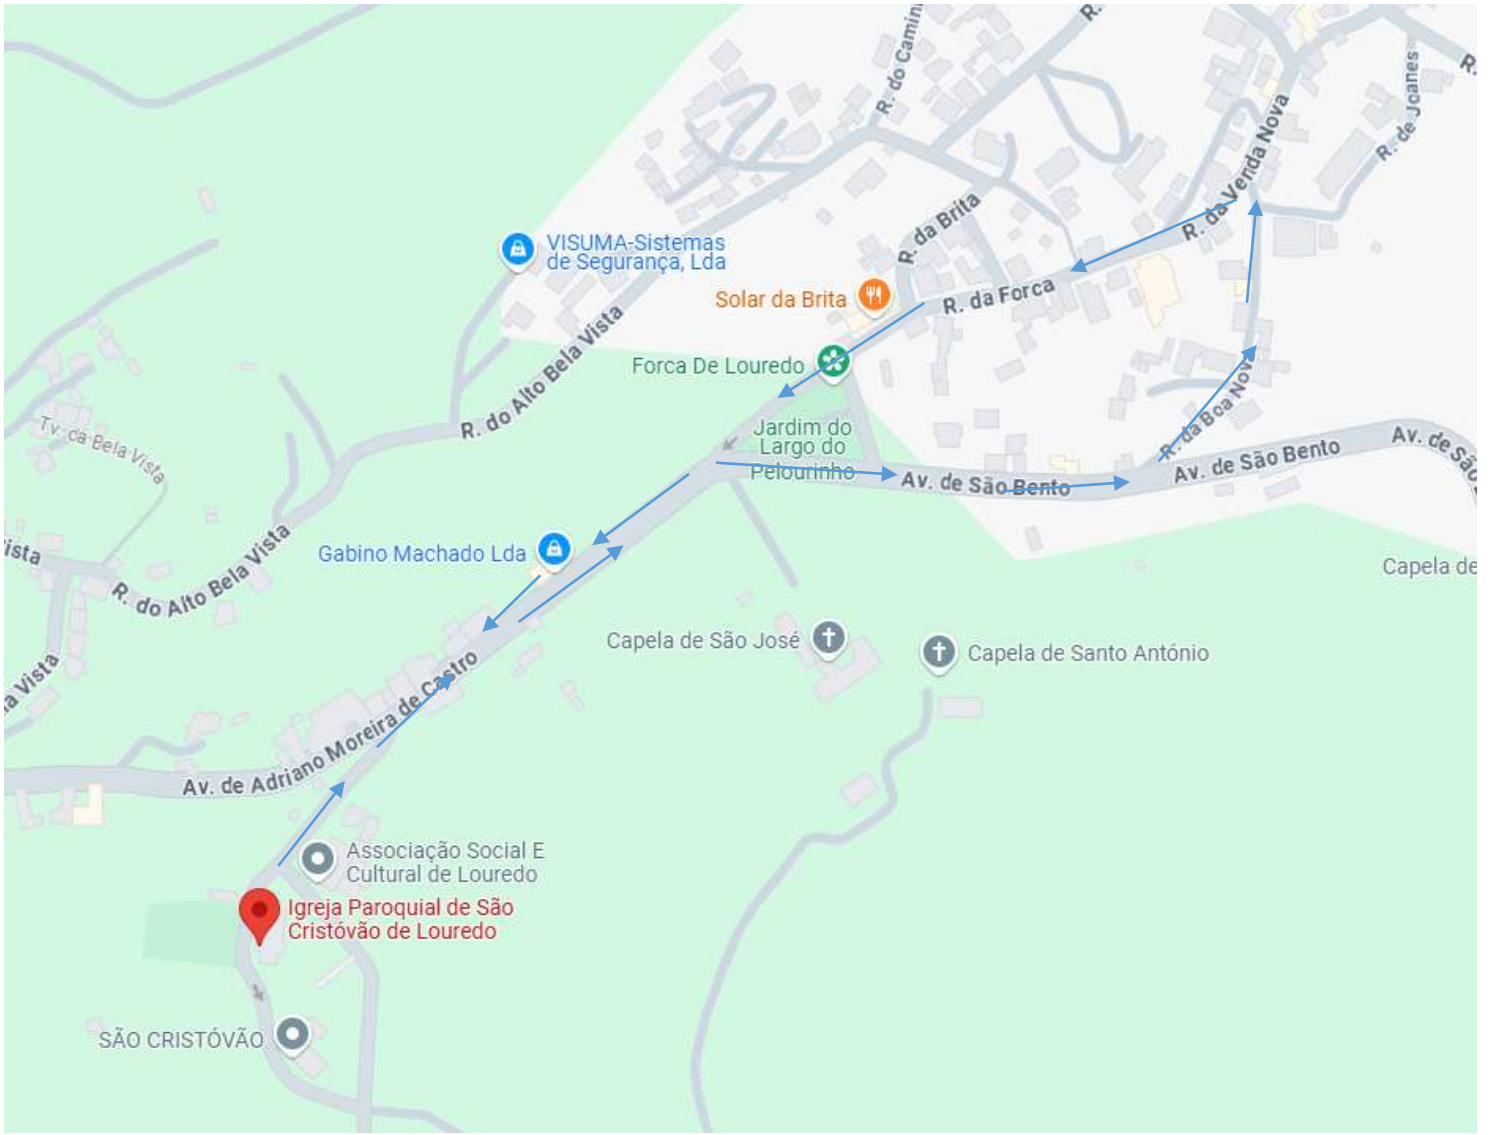 R. do Camin
R.
R.
R. de Joanes
R. da Venda Nova
R. da Brita
VISUMA-Sistemas
de Segurança, Lda
Solar da Brita
R. da Forca
Forca De Louredo
R. do Alto Bela Vista
Tv. da Bela Vista
Jardim do
Largo do
Pelourinho
R. da Boa Nova
Av. de São Bento
Av. de São Bento
Av. de São
ista
Gabino Machado Lda
R. do Alto Bela Vista
Capela de
a Vista
Capela de São José
Capela de Santo António
Av. de Adriano Moreira de Castro
Associação Social E
Cultural de Louredo
Igreja Paroquial de São
Cristóvão de Louredo
SÃO CRISTÓVÃO